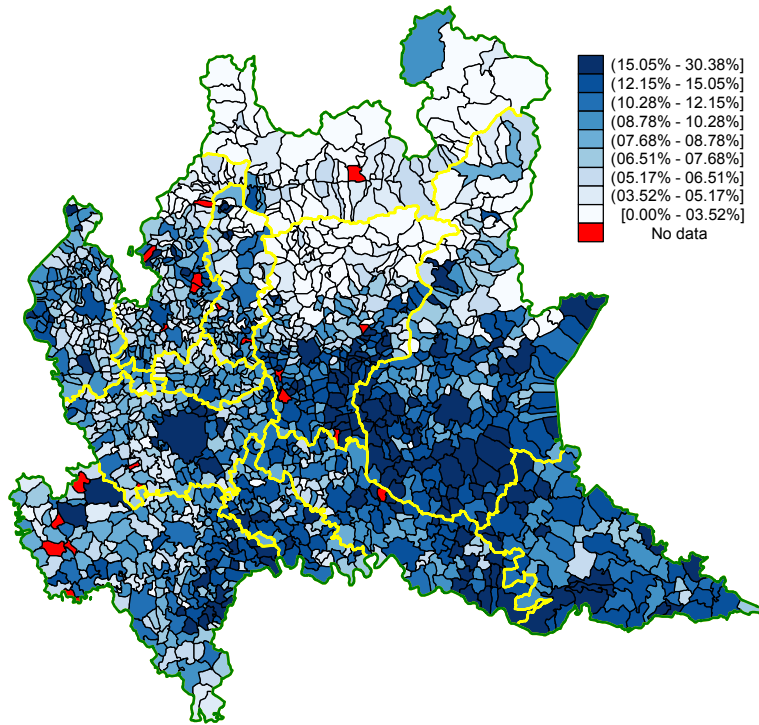 (15.05% - 30.38%]
(12.15% - 15.05%]
(10.28% - 12.15%]
(08.78% - 10.28%]
(07.68% - 08.78%]
(06.51% - 07.68%]
(05.17% - 06.51%]
(03.52% - 05.17%]
[0.00% - 03.52%]
No data